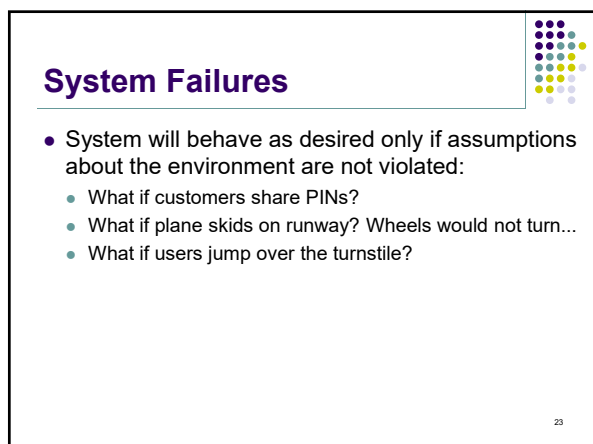 System Failures
● System will behave as desired only if assumptions
about the environment are not violated:
● What if customers share PINs?
● What if plane skids on runway? Wheels would not turn...
● What if users jump over the turnstile?
23